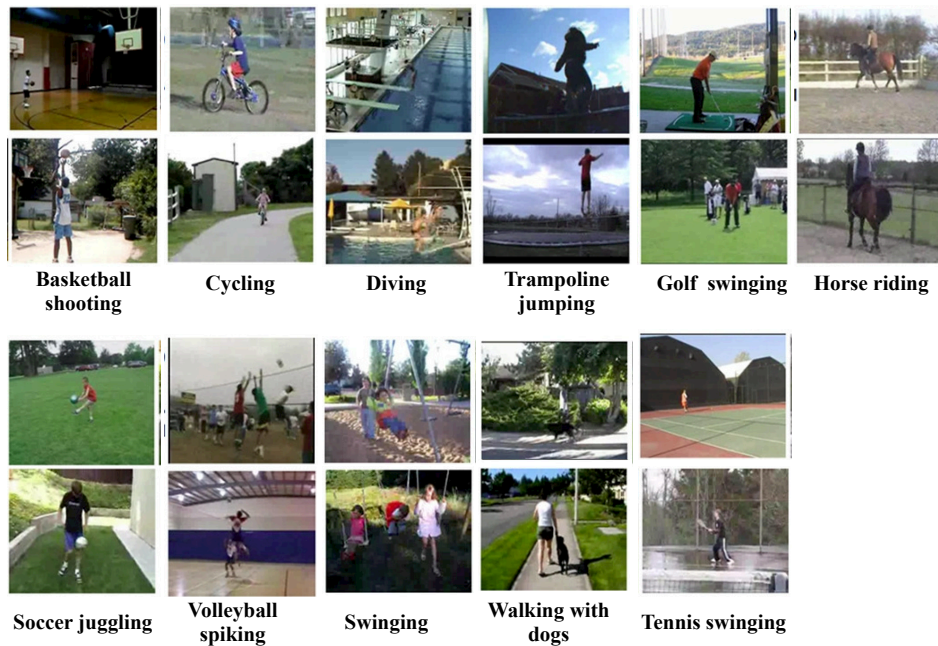 Basketball
shooting
Cycling
Diving
Trampoline
jumping
Golf swinging
Horse riding
Soccer juggling
Volleyball
spiking
Swinging
Walking with
dogs
Tennis swinging